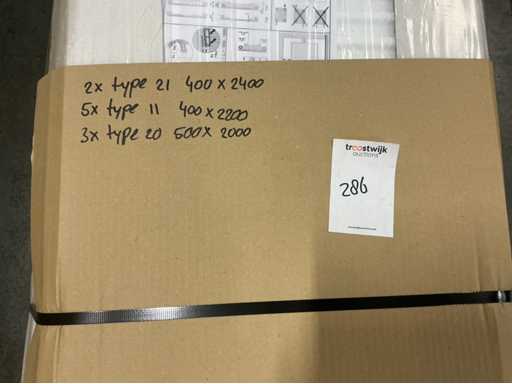 2x type 21 400 x 2400
5x type 11 400 x 2200
3x type 20 500 x 2000
troostwijk
auctions
286